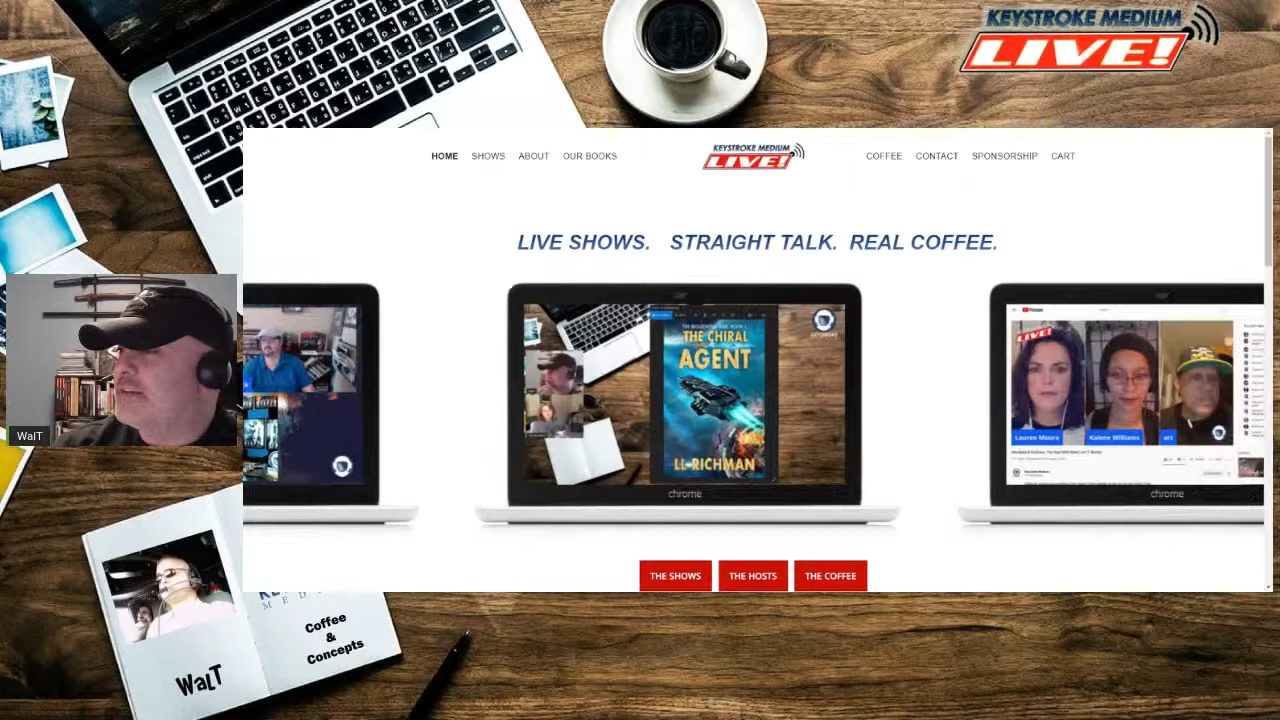 KEYSTROKE MEDIUM
LIVE!
HOME SHOWS ABOUT OUR BOOKS
KEYSTROKE MEDIUM
LIVE!
COFFEE CONTACT SPONSORSHIP CART
LIVE SHOWS. STRAIGHT TALK. REAL COFFEE.
THE CHIRAL
AGENT
LL RICHMAN
LIVE!
Lauren Moore
Kalene Williams
art
chrome
chrome
WalT
THE SHOWS
THE HOSTS
THE COFFEE
Coffee
&
Concepts
WaLT